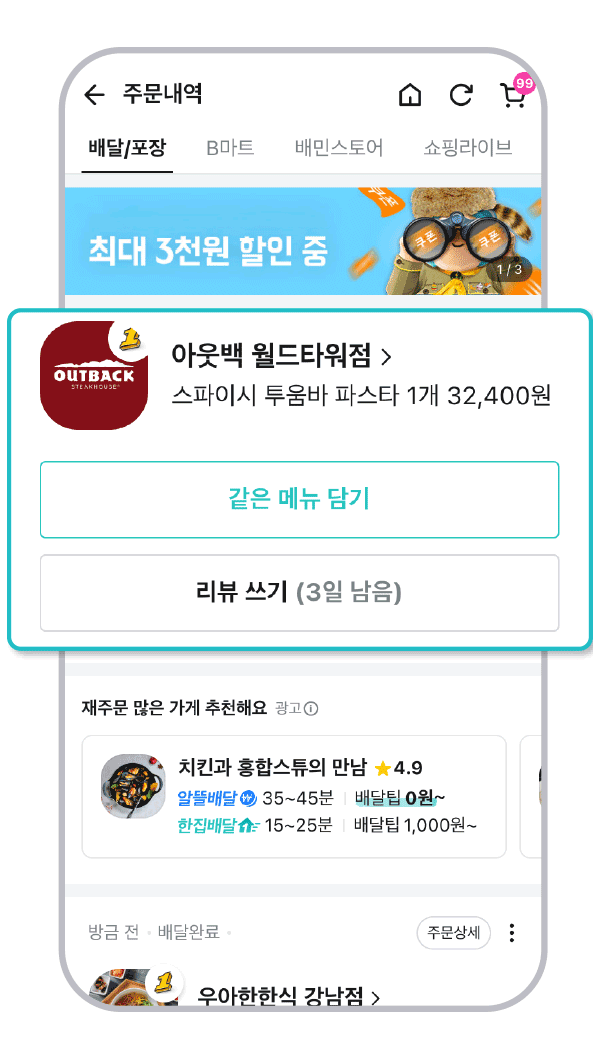 주문내역
99
배달/포장 B마트 배민스토어 쇼핑라이브
최대 3천원 할인 중
쿠폰
쿠폰 쿠폰
1 / 3
OUTBACK
STEAKHOUSE
1
아웃백 월드타워점
스파이시 투움바 파스타 1개 32,400원
같은 메뉴 담기
리뷰 쓰기 (3일 남음)
재주문 많은 가게 추천해요 광고
치킨과 홍합스튜의 만남 4.9
알뜰배달 35~45분 배달팁 0원~
한집배달 15~25분 배달팁 1,000원~
방금 전 · 배달완료 ·
주문상세
1
우아한한식 강남점